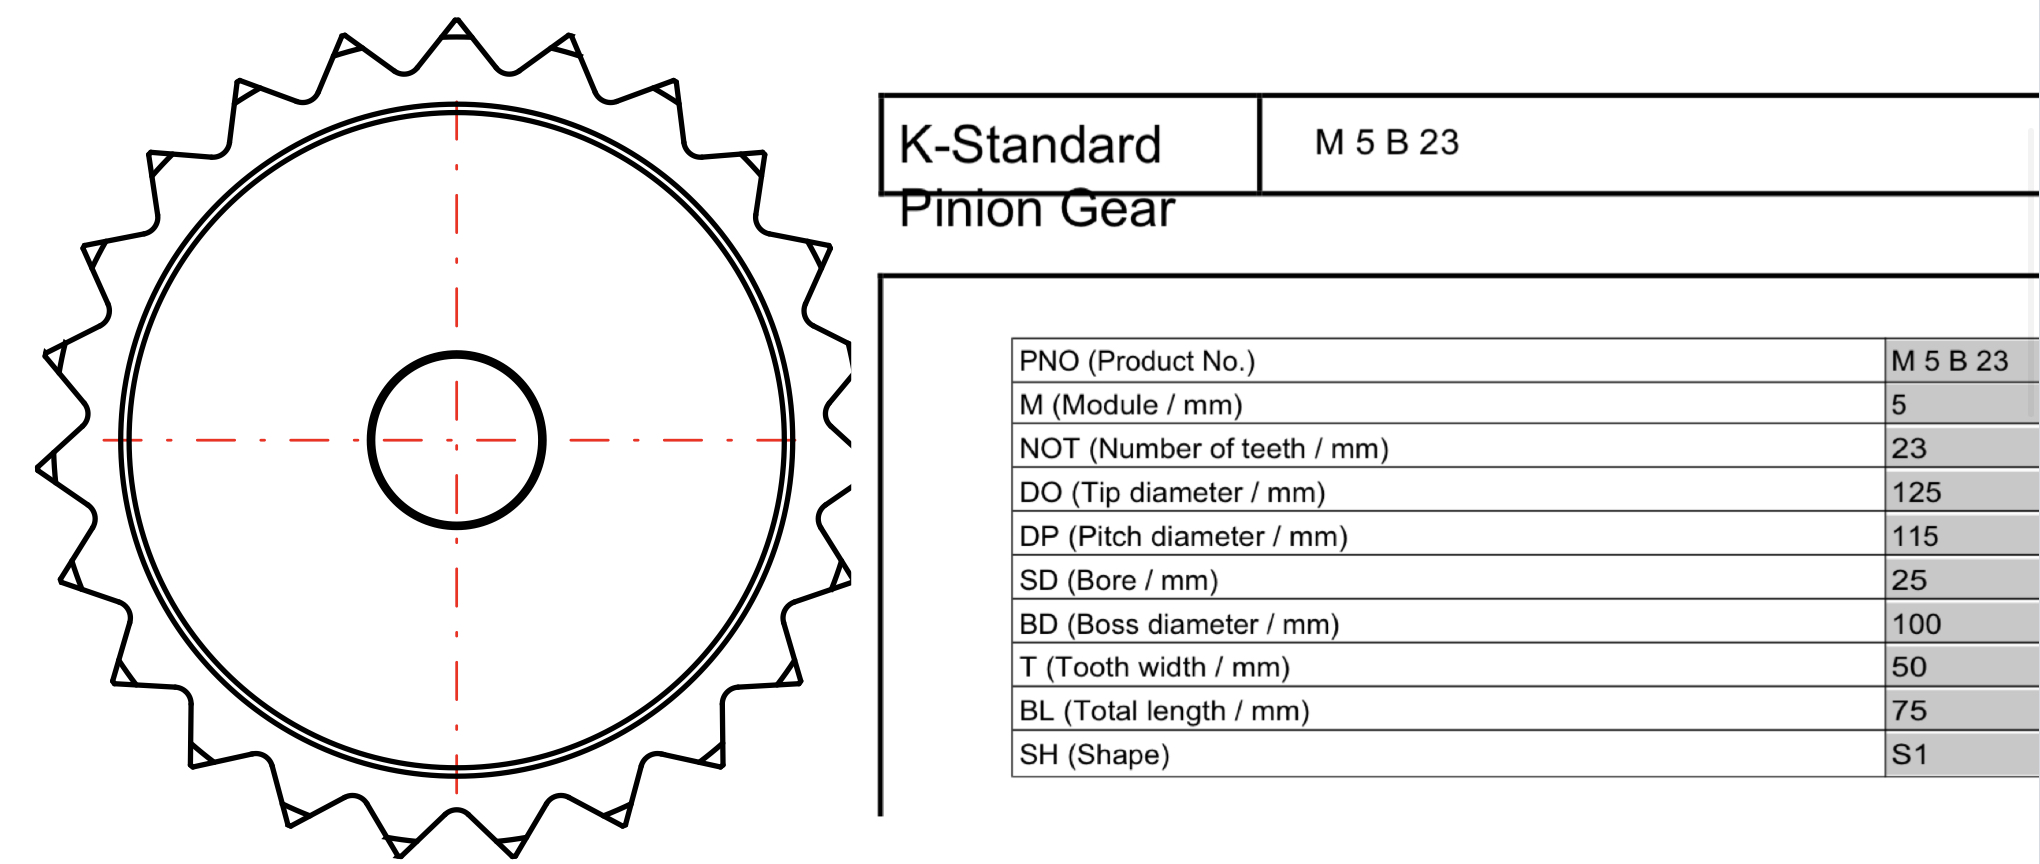 K-Standard
Pinion Gear
M 5 B 23
PNO (Product No.) M 5 B 23
M (Module / mm) 5
NOT (Number of teeth / mm) 23
DO (Tip diameter / mm) 125
DP (Pitch diameter / mm) 115
SD (Bore / mm) 25
BD (Boss diameter / mm) 100
T (Tooth width / mm) 50
BL (Total length / mm) 75
SH (Shape) S1